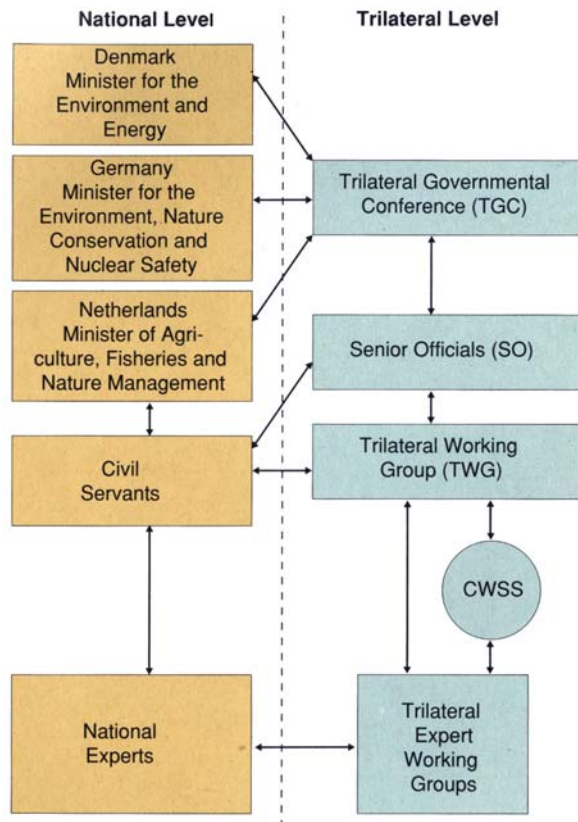 National Level
Trilateral Level
Denmark
Minister for the
Environment and
Energy
Germany
Minister for the
Environment, Nature
Conservation and
Nuclear Safety
Netherlands
Minister of Agri-
culture, Fisheries and
Nature Management
Civil
Servants
National
Experts
Trilateral Governmental
Conference (TGC)
Senior Officials (SO)
Trilateral Working
Group (TWG)
CWSS
Trilateral
Expert
Working
Groups